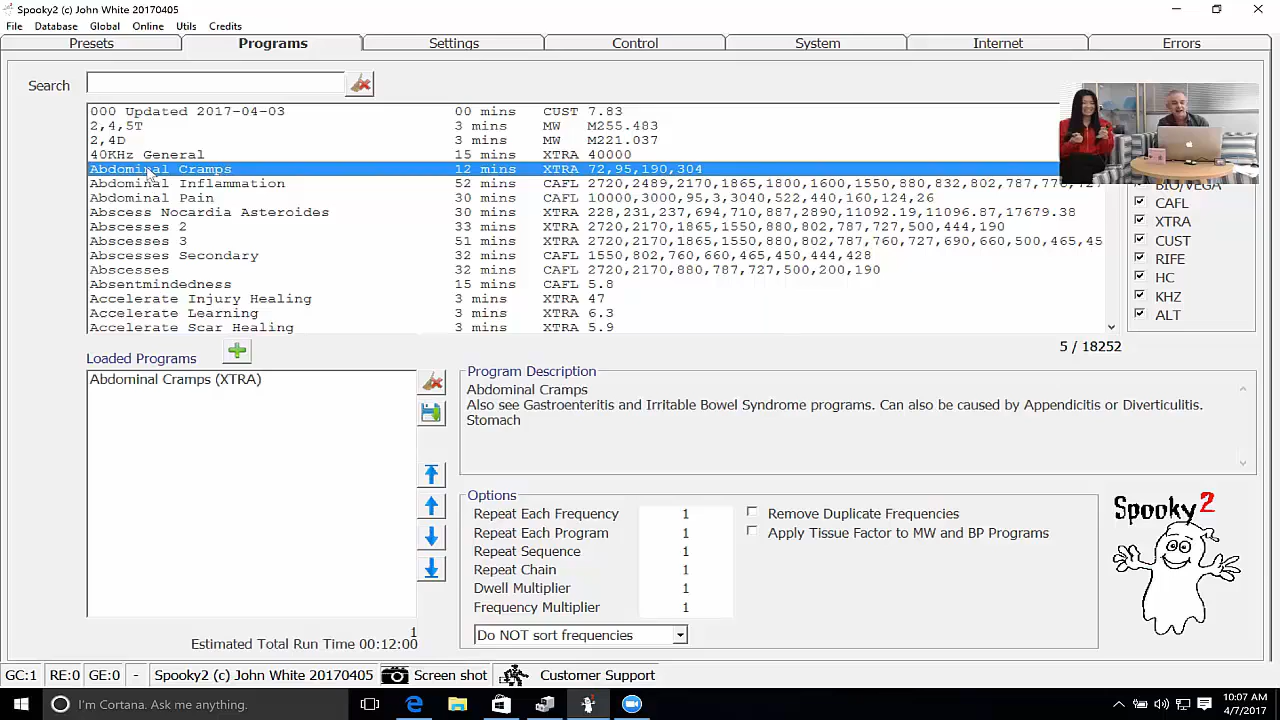 Spooky2 (c) John White 20170405
File Database Global Online Utils Credits
Presets Programs Settings Control System Internet Errors
Search
000 Updated 2017-04-03 00 mins CUST 7.83
2,4,5T 3 mins MW M255.483
2,4D 3 mins MW M221.037
40KHz General 15 mins XTRA 40000
Abdominal Cramps 12 mins XTRA 72,95,190,304
Abdominal Inflammation 52 mins CAFL 2720,2489,2170,1865,1800,1600,1550,880,832,802,787,776,727
Abdominal Pain 30 mins CAFL 10000,3000,95,3,3040,522,440,160,124,26
Abscess Nocardia Asteroides XTRA 228,231,237,694,710,887,2890,11092.19,11096.87,17679.38
Abscesses 2 33 mins XTRA 2720,2170,1865,1550,880,802,787,727,500,444,190
Abscesses 3 51 mins XTRA 2720,2170,1865,1550,880,802,787,760,727,690,660,500,465,45
Abscesses Secondary 32 mins CAFL 1550,802,760,660,465,450,444,428
Abscesses 32 mins CAFL 2720,2170,880,787,727,500,200,190
Absentmindedness 15 mins CAFL 5.8
Accelerate Injury Healing 3 mins XTRA 47
Accelerate Learning 3 mins XTRA 6.3
Accelerate Scar Healing 3 mins XTRA 5.9
BIO/VEGA
CAFL
XTRA
CUST
RIFE
HC
KHZ
ALT
5 / 18252
Loaded Programs
Abdominal Cramps (XTRA)
1
Estimated Total Run Time 00:12:00
Program Description
Abdominal Cramps
Also see Gastroenteritis and Irritable Bowel Syndrome programs. Can also be caused by Appendicitis or Diverticulitis.
Stomach
Options
Repeat Each Frequency 1
Repeat Each Program 1
Repeat Sequence 1
Repeat Chain 1
Dwell Multiplier 1
Frequency Multiplier 1
Do NOT sort frequencies
Remove Duplicate Frequencies
Apply Tissue Factor to MW and BP Programs
Spooky2
GC:1 RE:0 GE:0 - Spooky2 (c) John White 20170405 Screen shot Customer Support
I'm Cortana. Ask me anything.
10:07 AM
4/7/2017